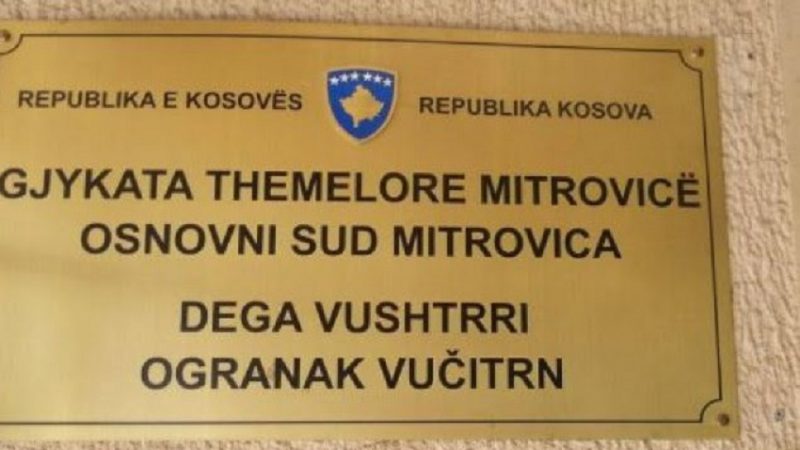 REPUBLIKA E KOSOVËS REPUBLIKA KOSOVA
GJYKATA THEMELORE MITROVICË
OSNOVNI SUD MITROVICA
DEGA VUSHTRRI
OGRANAK VUČITRN